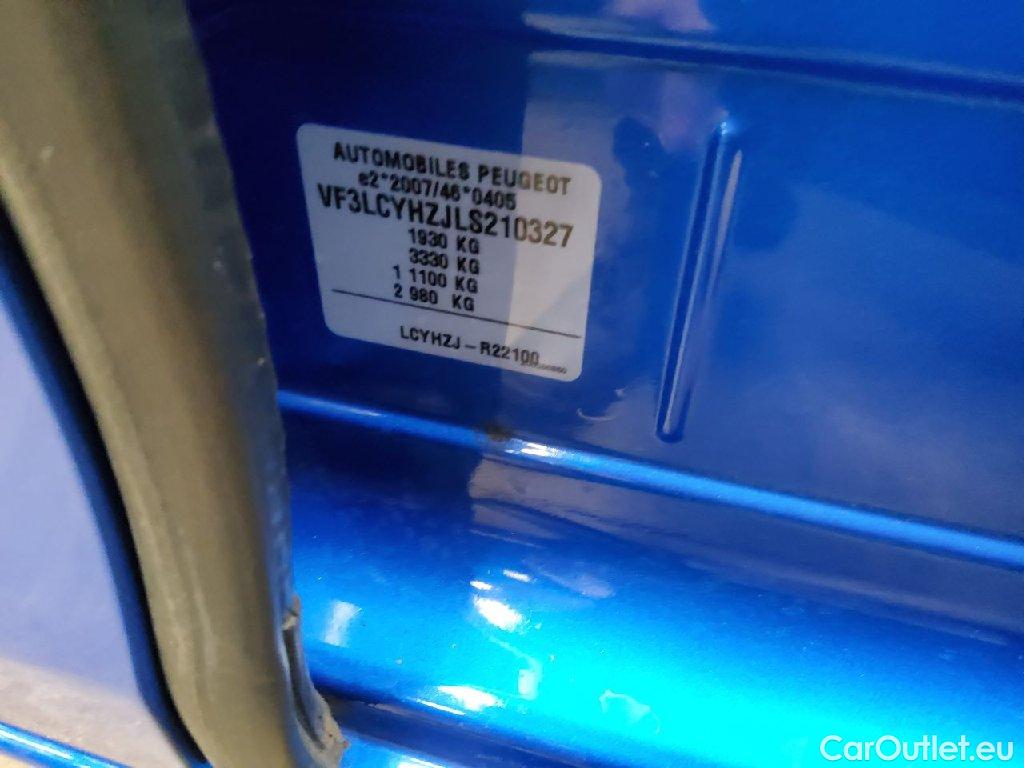 AUTOMOBILES PEUGEOT
e2*2007/46*0405
VF3LCYHZJLS210327
1930 KG
3330 KG
1 1100 KG
2 980 KG
LCYHZJ - R22100
CarOutlet.eu